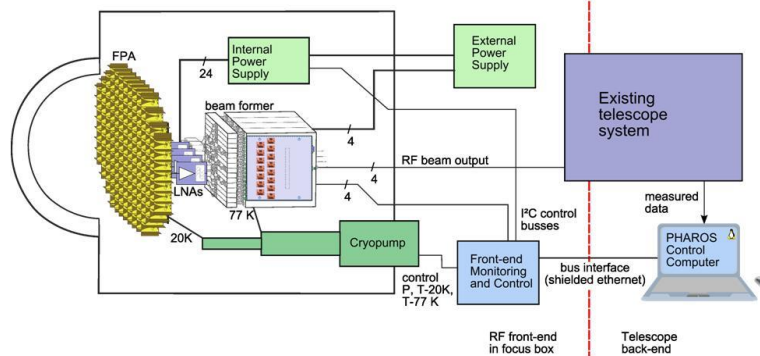 FPA
24
Internal
Power
Supply
External
Power
Supply
Existing
telescope
system
beam former
4
RF beam output
4
LNAs
4
77 K
20K
Cryopump
I²C control
busses
measured
data
PHAROS
Control
Computer
Front-end
Monitoring
and Control
control
P, T-20K,
T-77 K
bus interface
(shielded ethernet)
RF front-end
in focus box
Telescope
back-end